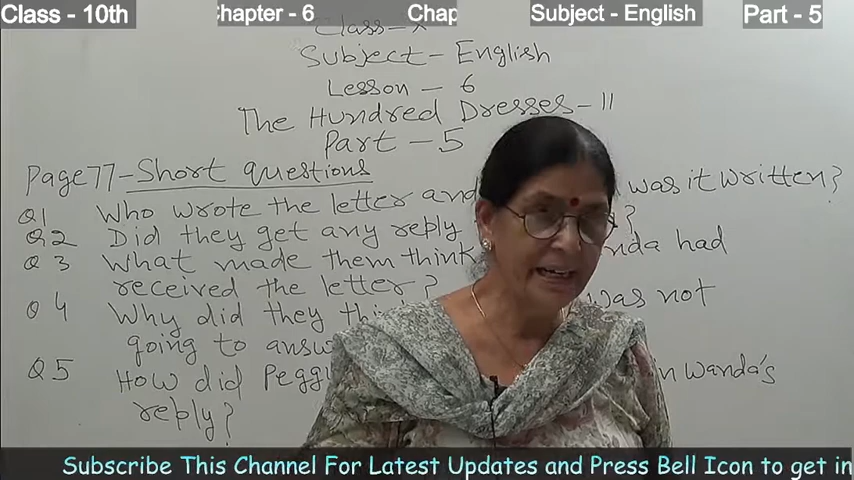 Class - 10th
Chapter - 6
Chap
Subject - English
Part - 5
Class-X
Subject- English
Lesson - 6
The Hundred Dresses-II
Part - 5
Page 77-Short questions
Q1 Who wrote the letter and was it written?
Q2 Did they get any reply ?
Q3 What made them think nda had
received the letter?
Q4 Why did they thi was not
going to answ
Q5 How did Pegg in Wanda's
reply?
Subscribe This Channel For Latest Updates and Press Bell Icon to get in